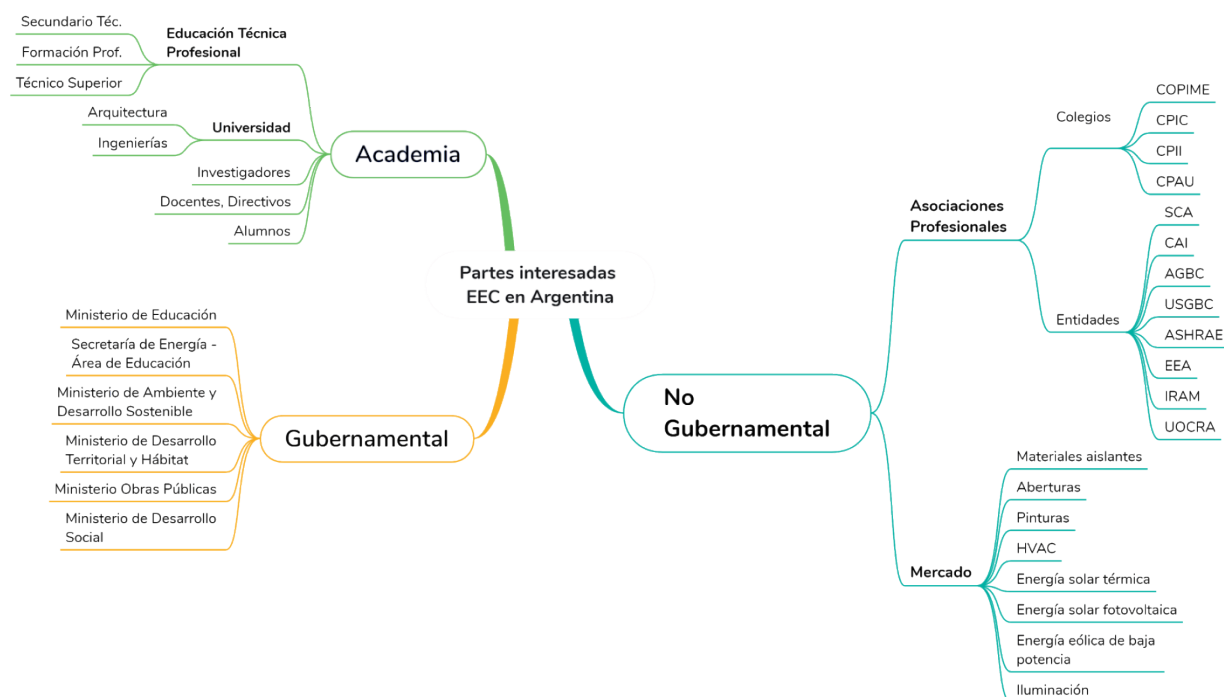 Partes interesadas
EEC en Argentina
Academia
Educación Técnica
Profesional
Secundario Téc.
Formación Prof.
Técnico Superior
Universidad
Arquitectura
Ingenierías
Investigadores
Docentes, Directivos
Alumnos
Gubernamental
Ministerio de Educación
Secretaría de Energía -
Área de Educación
Ministerio de Ambiente y
Desarrollo Sostenible
Ministerio de Desarrollo
Territorial y Hábitat
Ministerio Obras Públicas
Ministerio de Desarrollo
Social
No
Gubernamental
Asociaciones
Profesionales
Colegios
COPIME
CPIC
CPII
CPAU
Entidades
SCA
CAI
AGBC
USGBC
ASHRAE
EEA
IRAM
UOCRA
Mercado
Materiales aislantes
Aberturas
Pinturas
HVAC
Energía solar térmica
Energía solar fotovoltaica
Energía eólica de baja
potencia
Iluminación